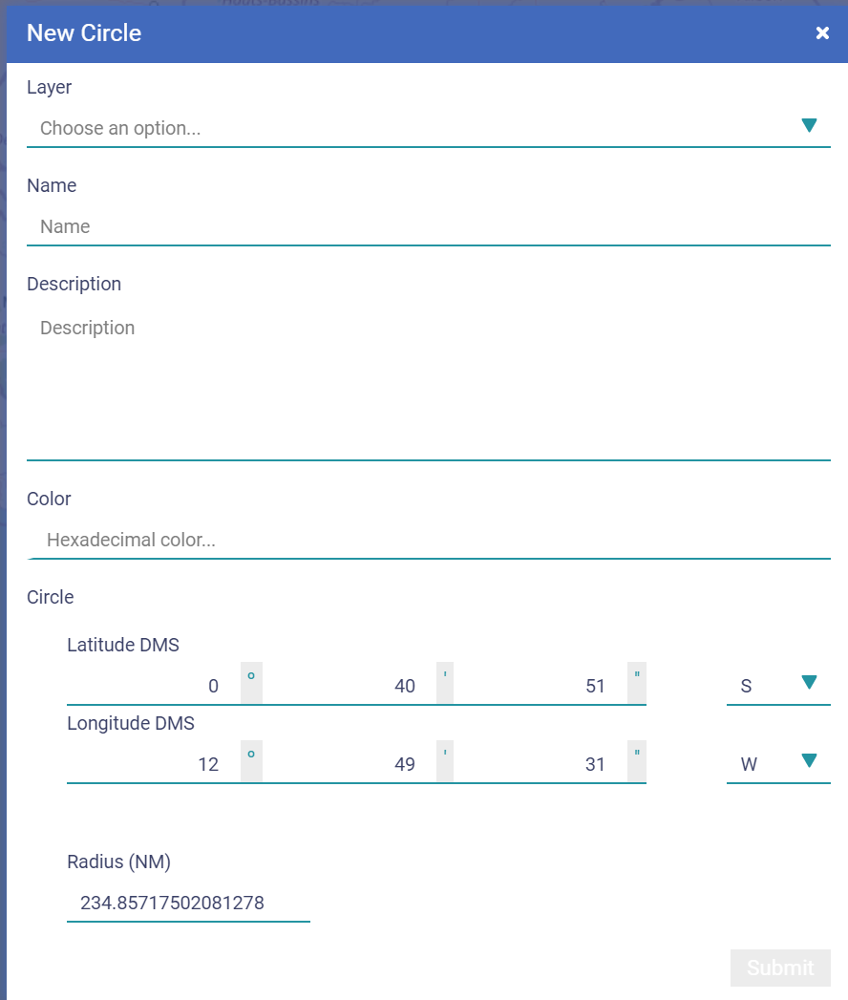 New Circle ×
Layer
Choose an option...
Name
Name
Description
Description
Color
Hexadecimal color...
Circle
Latitude DMS
0 ° 40 ' 51 " S
Longitude DMS
12 ° 49 ' 31 " W
Radius (NM)
234.85717502081278
Submit